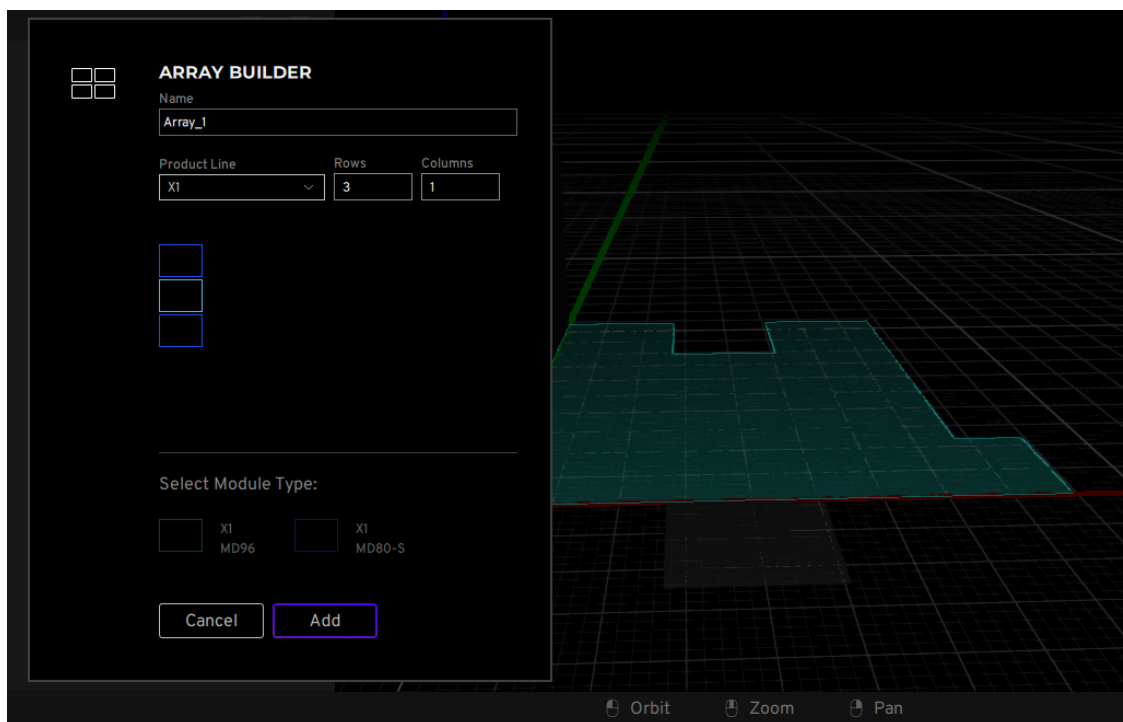 ARRAY BUILDER
Name
Array_1
Product Line Rows Columns
X1 3 1
Select Module Type:
X1 X1
MD96 MD80-S
Cancel Add
Orbit Zoom Pan